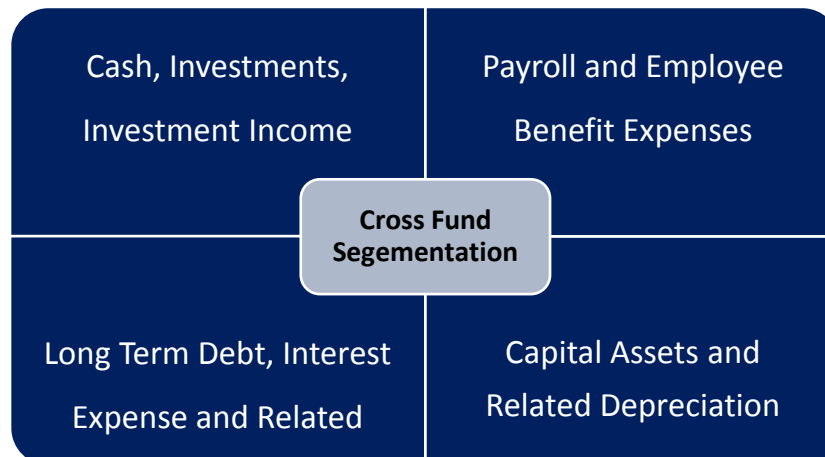 Cash, Investments,
Investment Income
Payroll and Employee
Benefit Expenses
Cross Fund
Segementation
Long Term Debt, Interest
Expense and Related
Capital Assets and
Related Depreciation